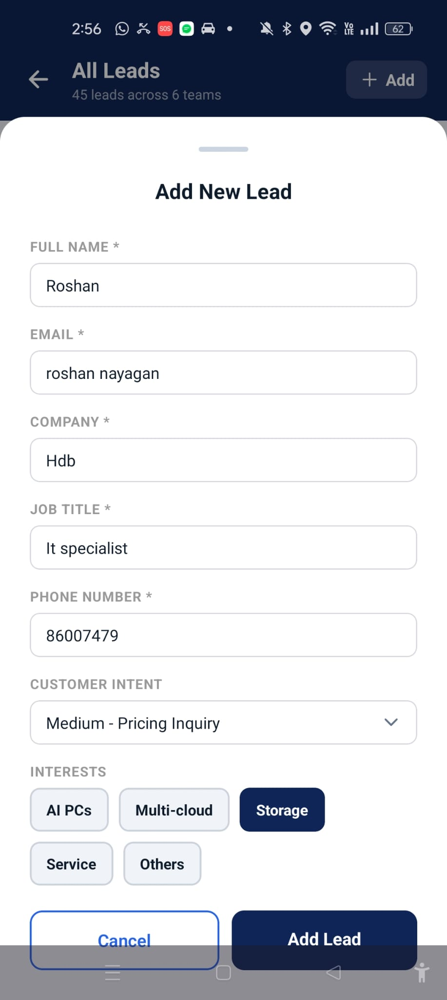 2:56
SOS
VO
LTE
62
All Leads
45 leads across 6 teams
+ Add
Add New Lead
FULL NAME *
Roshan
EMAIL *
roshan nayagan
COMPANY *
Hdb
JOB TITLE *
It specialist
PHONE NUMBER *
86007479
CUSTOMER INTENT
Medium - Pricing Inquiry
INTERESTS
AI PCs Multi-cloud Storage
Service Others
Cancel Add Lead